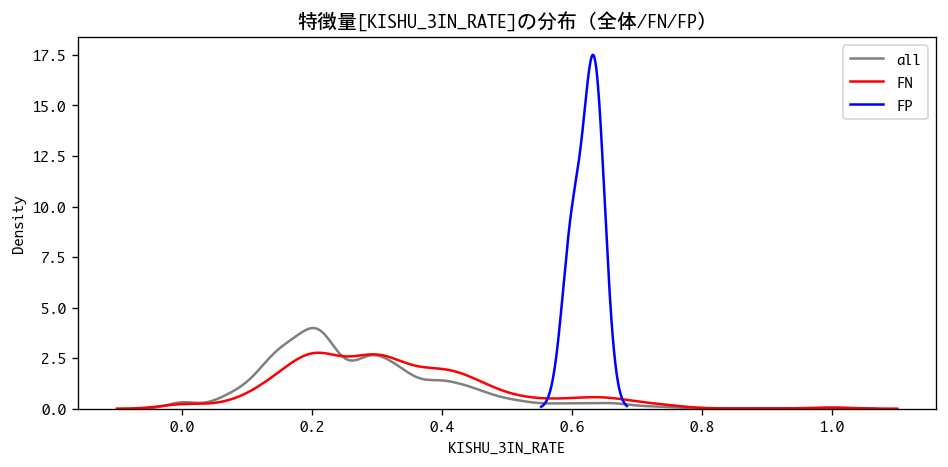 特徴量[KISHU_3IN_RATE]の分布（全体/FN/FP）
17.5
15.0
12.5
10.0
7.5
5.0
2.5
0.0
Density
all
FN
FP
0.0 0.2 0.4 0.6 0.8 1.0
KISHU_3IN_RATE